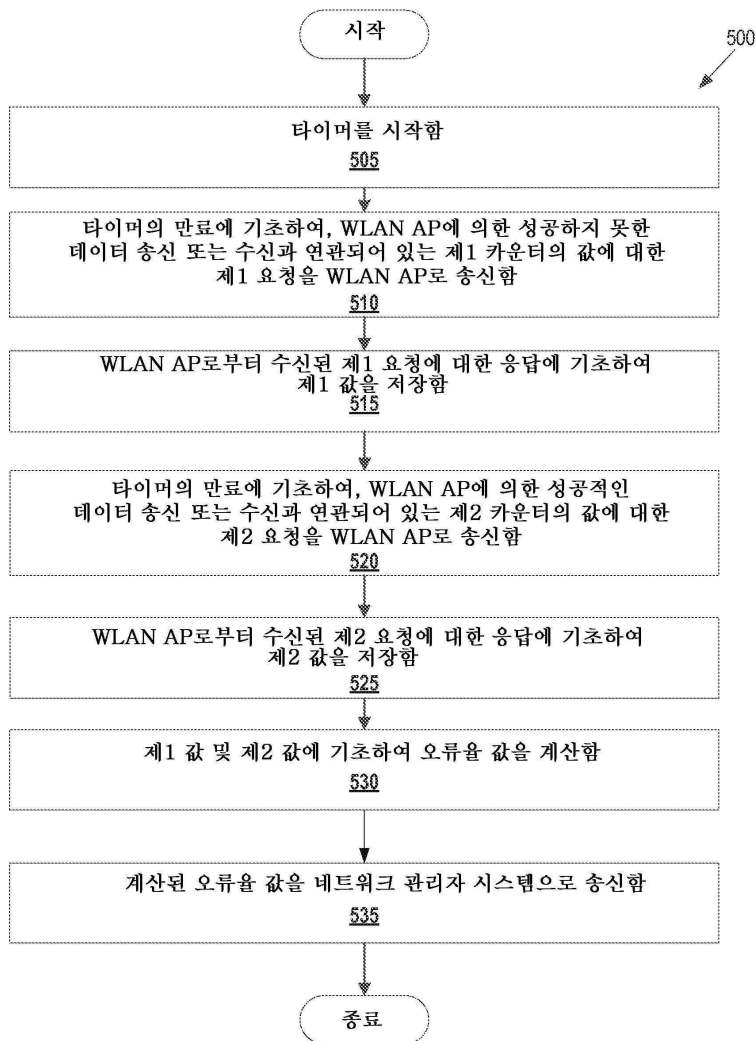 시작
500
타이머를 시작함
505
타이머의 만료에 기초하여, WLAN AP에 의한 성공하지 못한
데이터 송신 또는 수신과 연관되어 있는 제1 카운터의 값에 대한
제1 요청을 WLAN AP로 송신함
510
WLAN AP로부터 수신된 제1 요청에 대한 응답에 기초하여
제1 값을 저장함
515
타이머의 만료에 기초하여, WLAN AP에 의한 성공적인
데이터 송신 또는 수신과 연관되어 있는 제2 카운터의 값에 대한
제2 요청을 WLAN AP로 송신함
520
WLAN AP로부터 수신된 제2 요청에 대한 응답에 기초하여
제2 값을 저장함
525
제1 값 및 제2 값에 기초하여 오류율 값을 계산함
530
계산된 오류율 값을 네트워크 관리자 시스템으로 송신함
535
종료